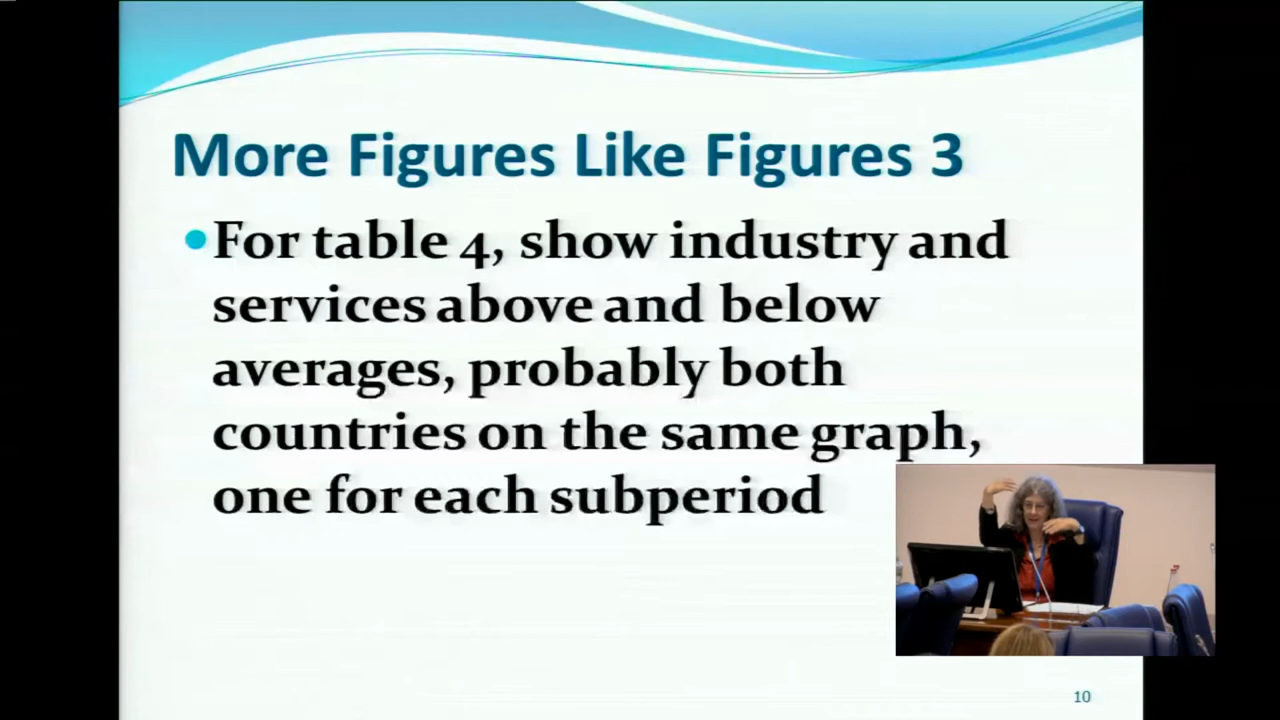 More Figures Like Figures 3
•For table 4, show industry and
services above and below
averages, probably both
countries on the same graph,
one for each subperiod
10